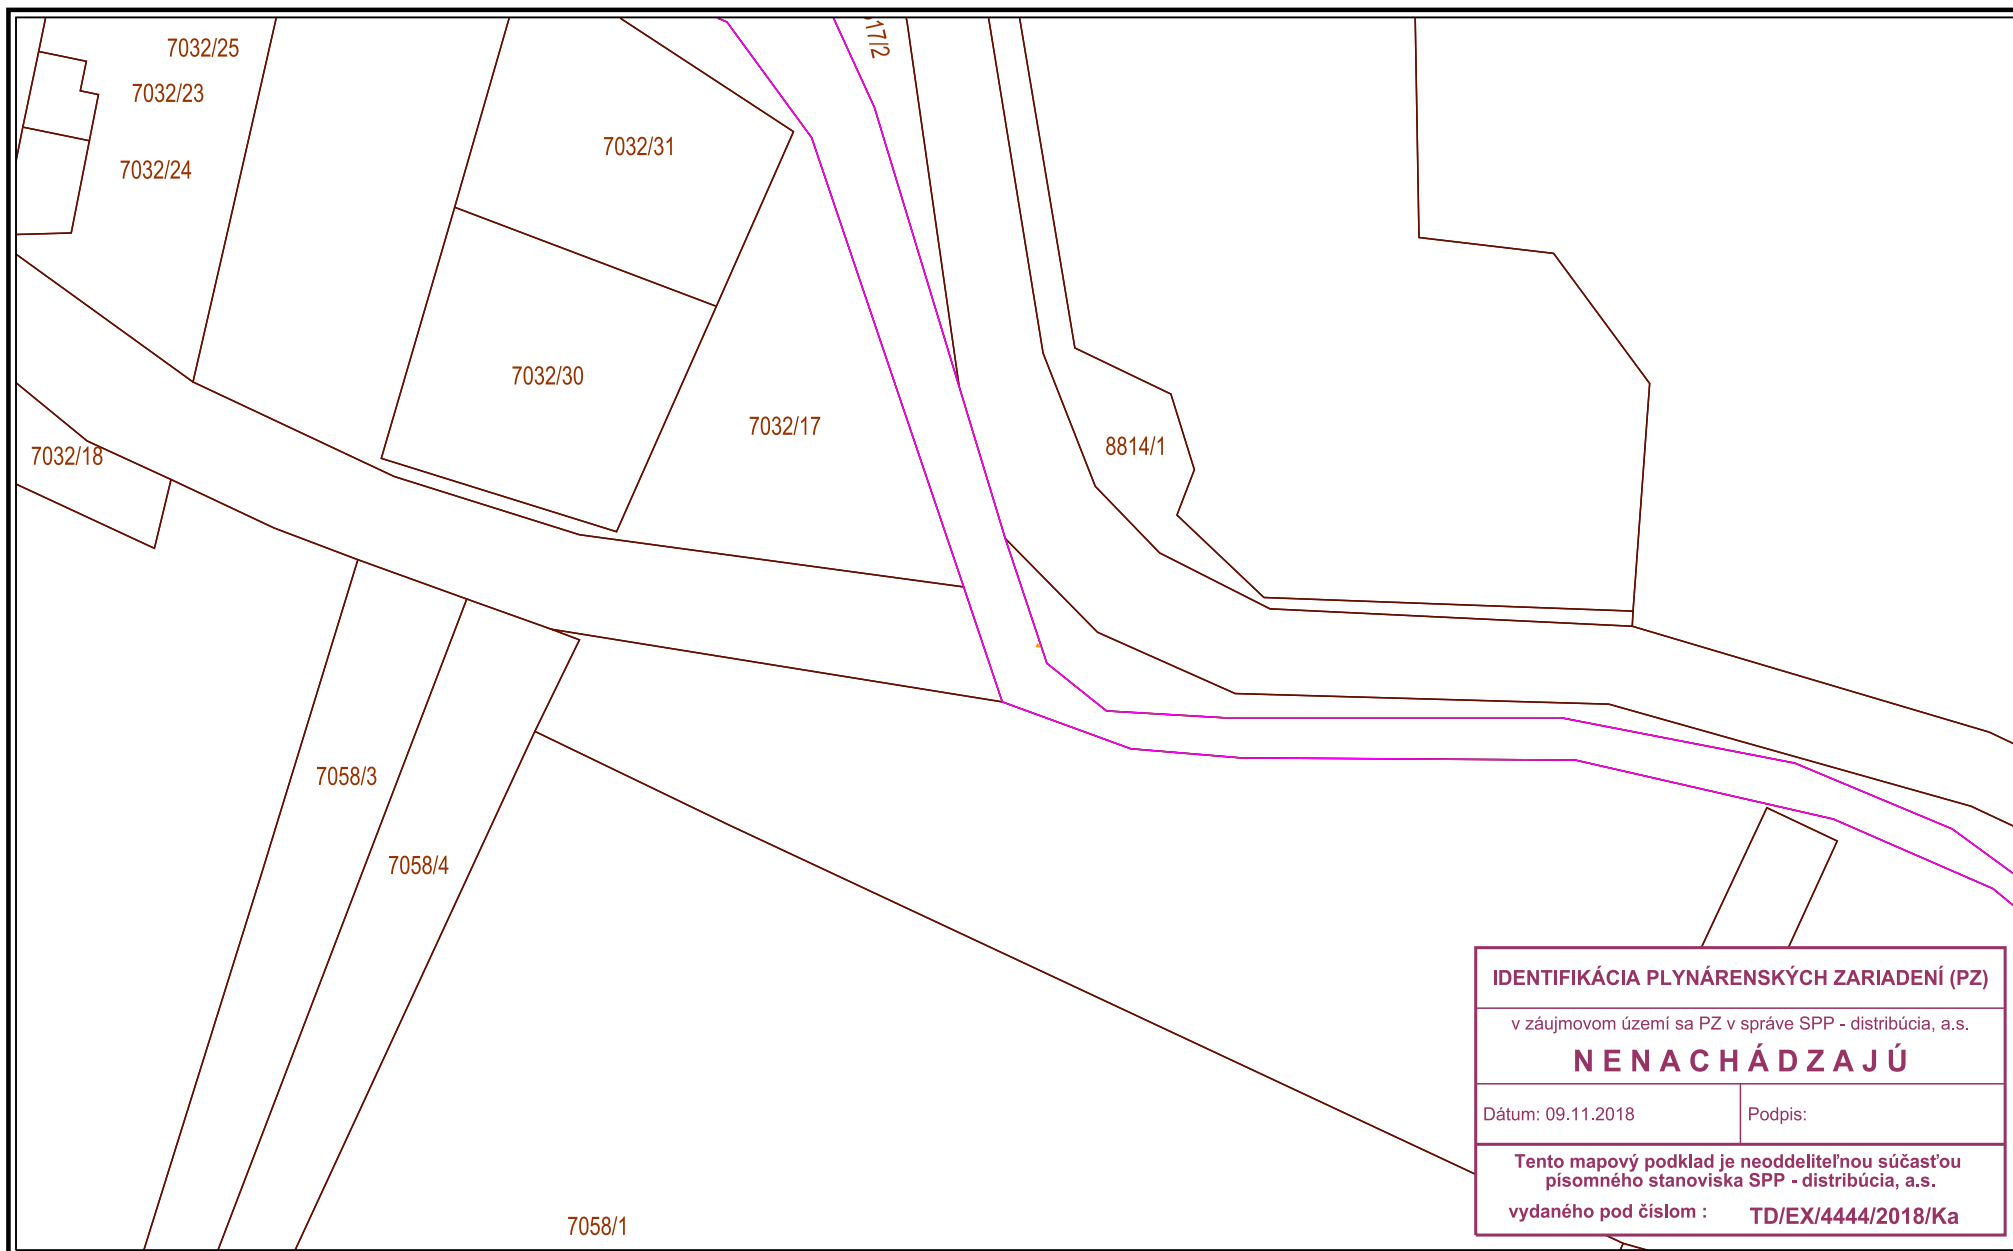 7032/25
7032/23
7032/24
17/2
7032/31
7032/30
7032/17
7032/18
8814/1
7058/3
7058/4
7058/1
IDENTIFIKÁCIA PLYNÁRENSKÝCH ZARIADENÍ (PZ)
v záujmovom území sa PZ v správe SPP - distribúcia, a.s.
N E N A C H Á D Z A J Ú
Dátum: 09.11.2018 Podpis:
Tento mapový podklad je neoddeliteľnou súčasťou
písomného stanoviska SPP - distribúcia, a.s.
vydaného pod číslom : TD/EX/4444/2018/Ka